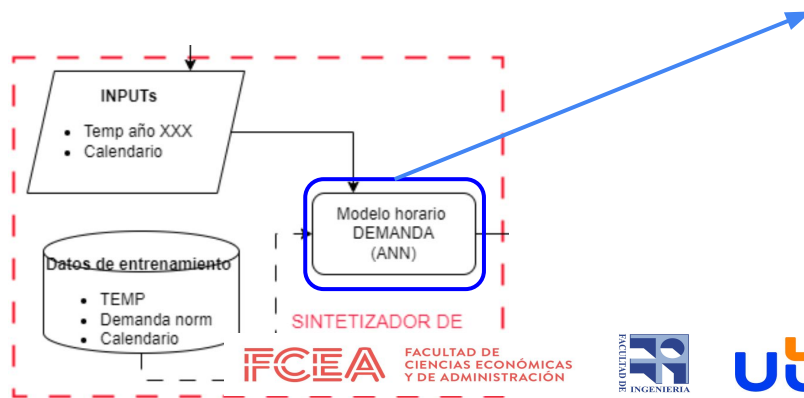 INPUTs
Temp año XXX
Calendario
Modelo horario
DEMANDA
(ANN)
Datos de entrenamiento
TEMP
Demanda norm
Calendario
SINTETIZADOR DE
FCEA
FACULTAD DE
CIENCIAS ECONÓMICAS
Y DE ADMINISTRACIÓN
FACULTAD DE
INGENIERIA